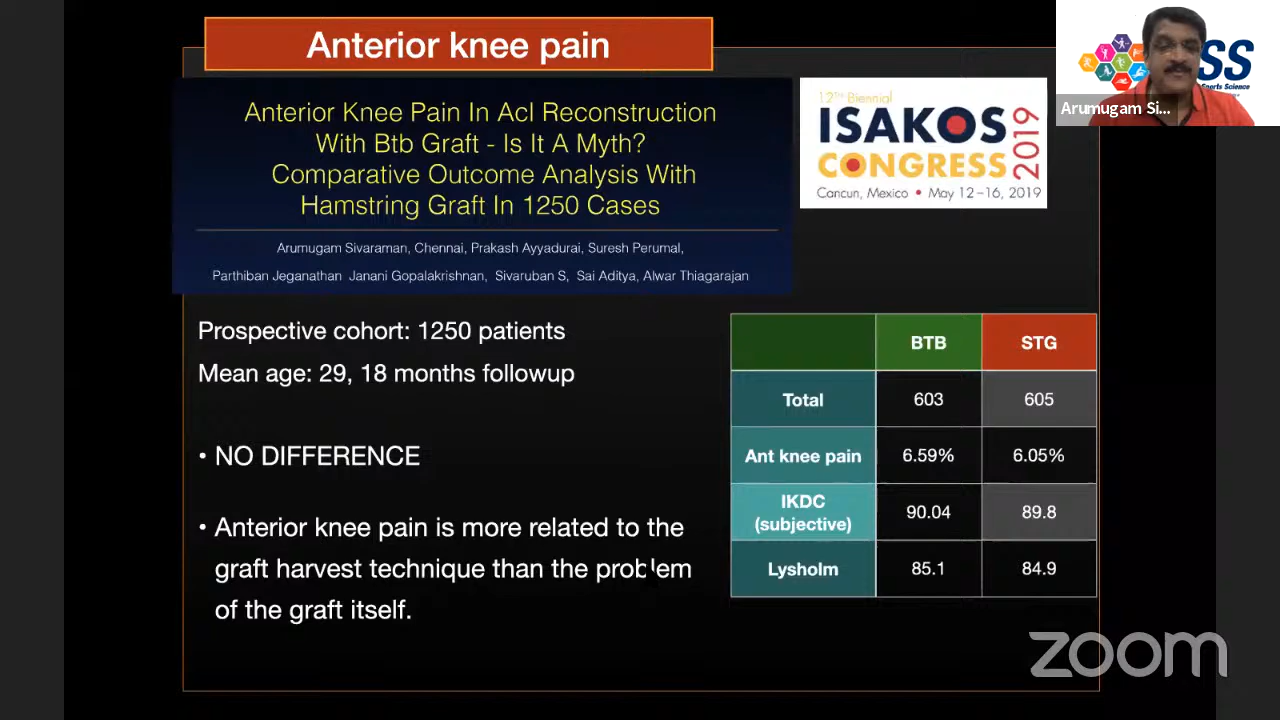 Anterior knee pain
Anterior Knee Pain In Acl Reconstruction
With Btb Graft - Is It A Myth?
Comparative Outcome Analysis With
Hamstring Graft In 1250 Cases
Arumugam Sivaraman, Chennai, Prakash Ayyadurai, Suresh Perumal,
Parthiban Jeganathan Janani Gopalakrishnan, Sivaruban S, Sai Aditya, Alwar Thiagarajan
12TH Biennial
ISAKOS
CONGRESS
2019
Cancun, Mexico • May 12-16, 2019
SS
Arumugam Si...
Prospective cohort: 1250 patients
Mean age: 29, 18 months followup
• NO DIFFERENCE
• Anterior knee pain is more related to the
graft harvest technique than the problem
of the graft itself.
BTB STG
Total 603 605
Ant knee pain 6.59% 6.05%
IKDC
(subjective) 90.04 89.8
Lysholm 85.1 84.9
zoom